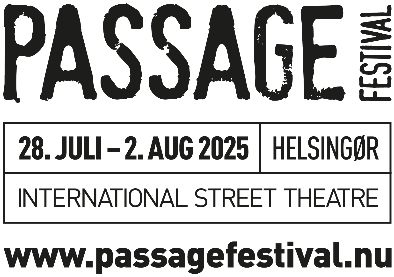 PASSAGE
FESTIVAL
28. JULI – 2. AUG 2025 HELSINGØR
INTERNATIONAL STREET THEATRE
www.passagefestival.nu